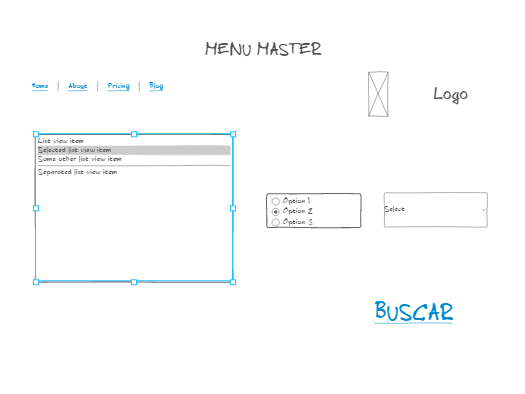 MENU MASTER
Home | About | Pricing | Blog
Logo
List view item
Selected list view item
Some other list view item
Separated list view item
Option 1
Option 2
Option 3
Select
BUSCAR